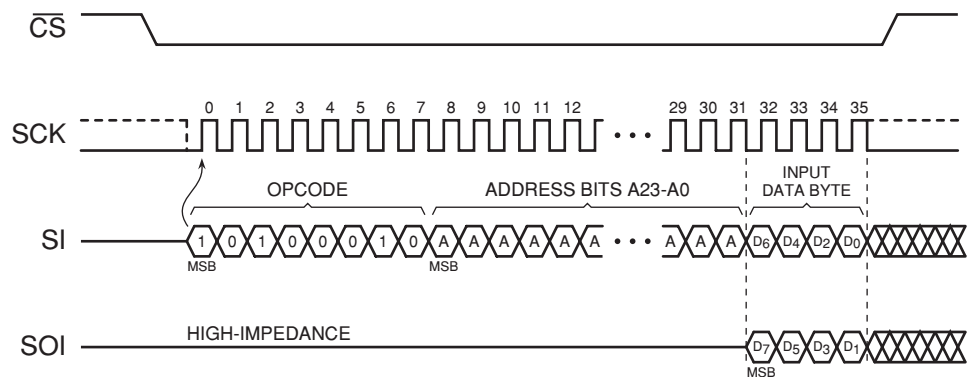 CS
0 1 2 3 4 5 6 7 8 9 10 11 12 29 30 31 32 33 34 35
SCK
OPCODE
ADDRESS BITS A23-A0
INPUT
DATA BYTE
SI 1 0 1 0 0 0 1 0 A A A A A A A A A D6 D4 D2 D0
MSB MSB
HIGH-IMPEDANCE
SOI D7 D5 D3 D1
MSB